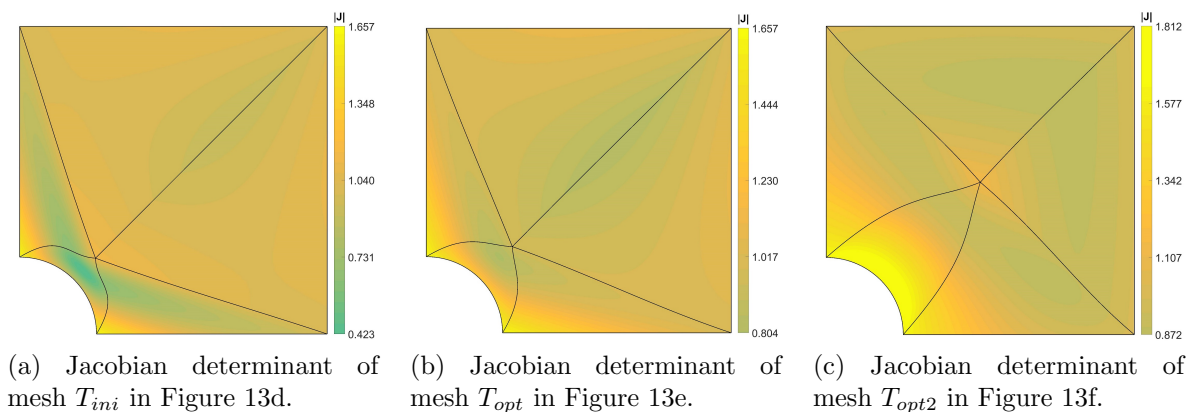 |J|
1.657
1.348
1.040
0.731
0.423
|J|
1.657
1.444
1.230
1.017
0.804
|J|
1.812
1.577
1.342
1.107
0.872
(a) Jacobian determinant of
mesh T_ini in Figure 13d.
(b) Jacobian determinant of
mesh T_opt in Figure 13e.
(c) Jacobian determinant of
mesh T_opt2 in Figure 13f.